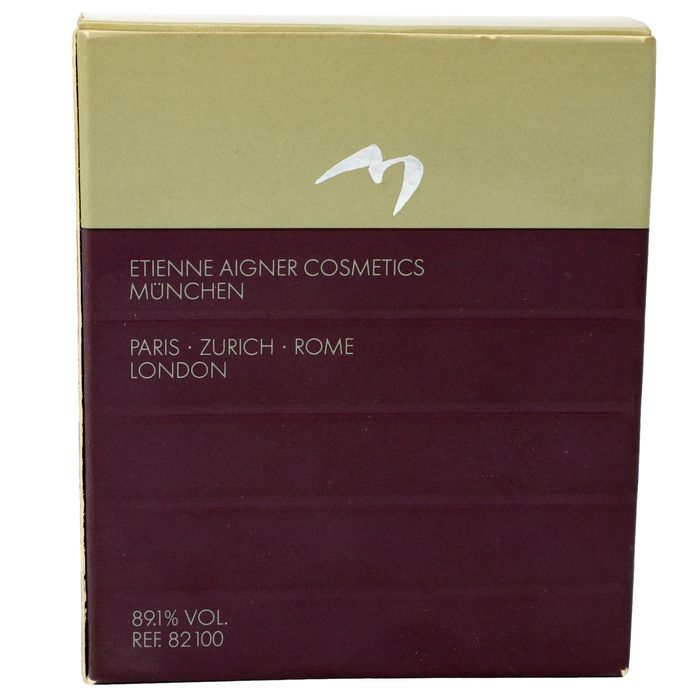 ETIENNE AIGNER COSMETICS
MÜNCHEN
PARIS · ZURICH · ROME
LONDON
89.1% VOL.
REF. 82100